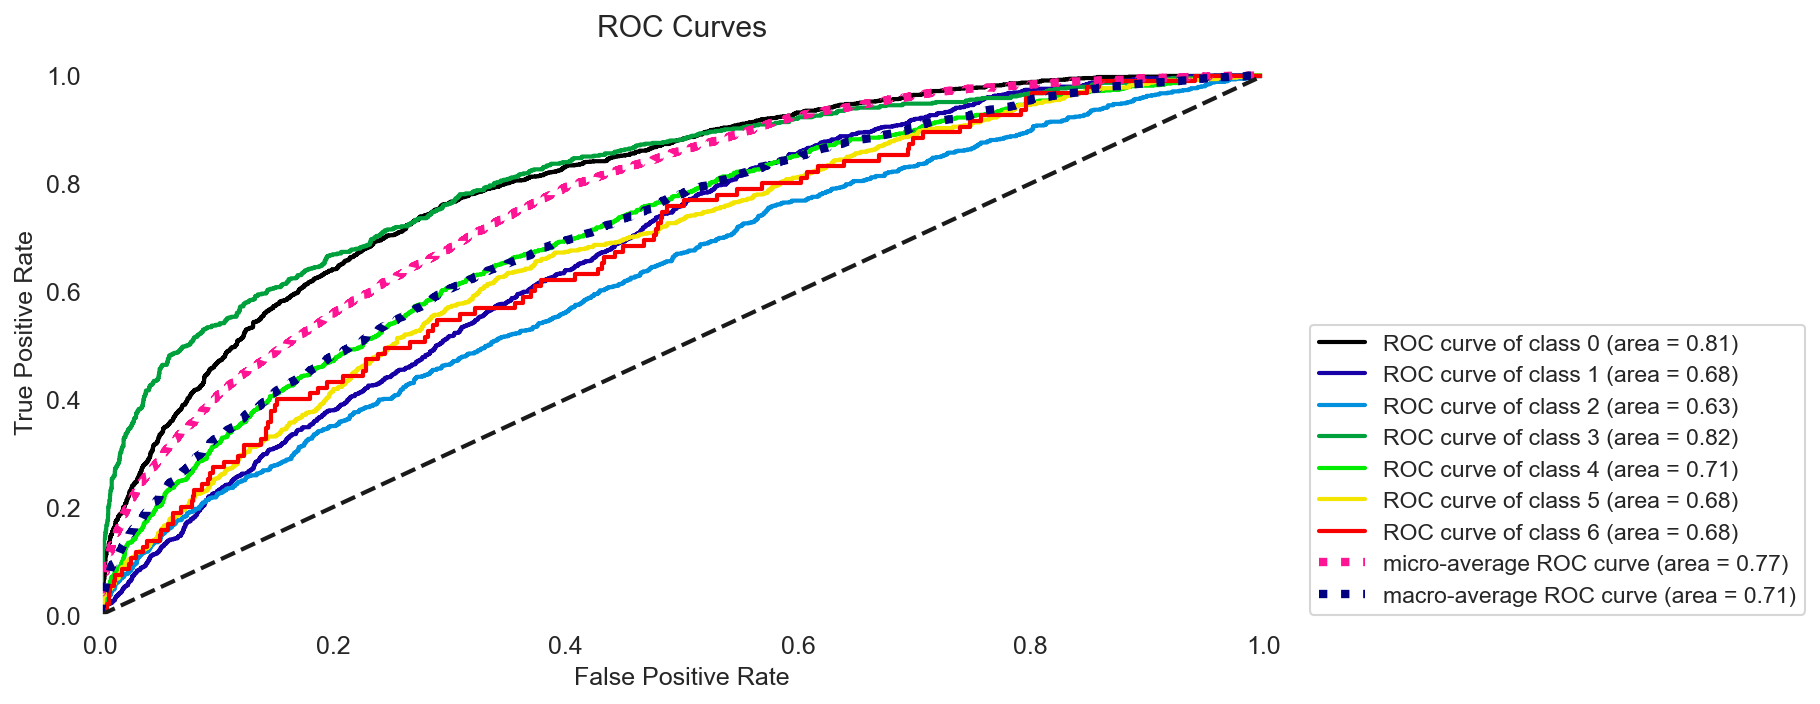 ROC Curves
1.0
0.8
0.6
0.4
0.2
0.0
True Positive Rate
0.0 0.2 0.4 0.6 0.8 1.0
False Positive Rate
ROC curve of class 0 (area = 0.81)
ROC curve of class 1 (area = 0.68)
ROC curve of class 2 (area = 0.63)
ROC curve of class 3 (area = 0.82)
ROC curve of class 4 (area = 0.71)
ROC curve of class 5 (area = 0.68)
ROC curve of class 6 (area = 0.68)
micro-average ROC curve (area = 0.77)
macro-average ROC curve (area = 0.71)